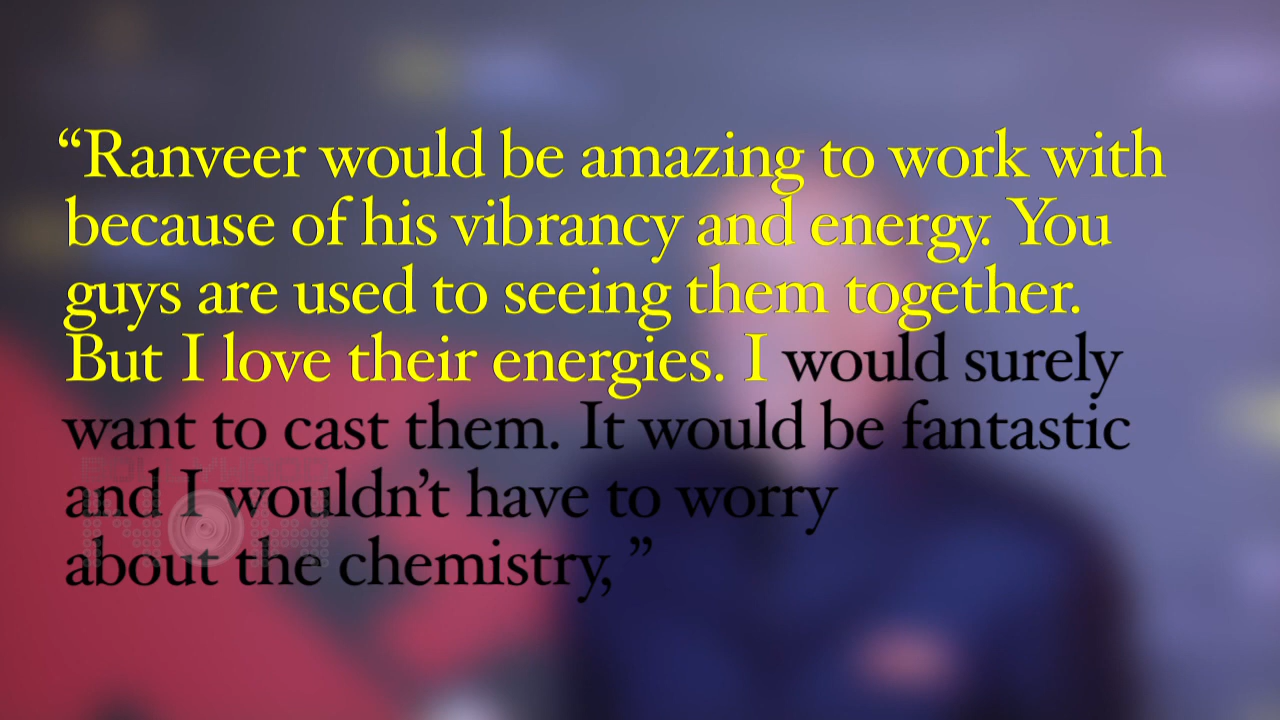 “Ranveer would be amazing to work with
because of his vibrancy and energy. You
guys are used to seeing them together.
But I love their energies. I would surely
want to cast them. It would be fantastic
and I wouldn’t have to worry
about the chemistry, ”
BOLLYWOOD
NOW